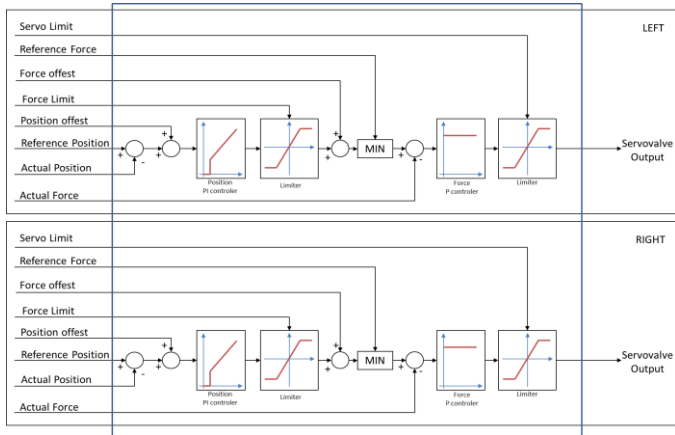 Servo Limit
LEFT
Reference Force
Force offest
Force Limit
Position offest
+
+
Reference Position
+
-
+
+
MIN
+
-
Servovalve
Output
Actual Position
Position
PI controler
Limiter
Force
P controler
Limiter
Actual Force
Servo Limit
RIGHT
Reference Force
Force offest
Force Limit
Position offest
+
+
Reference Position
+
-
+
+
MIN
+
-
Servovalve
Output
Actual Position
Position
PI controler
Limiter
Force
P controler
Limiter
Actual Force